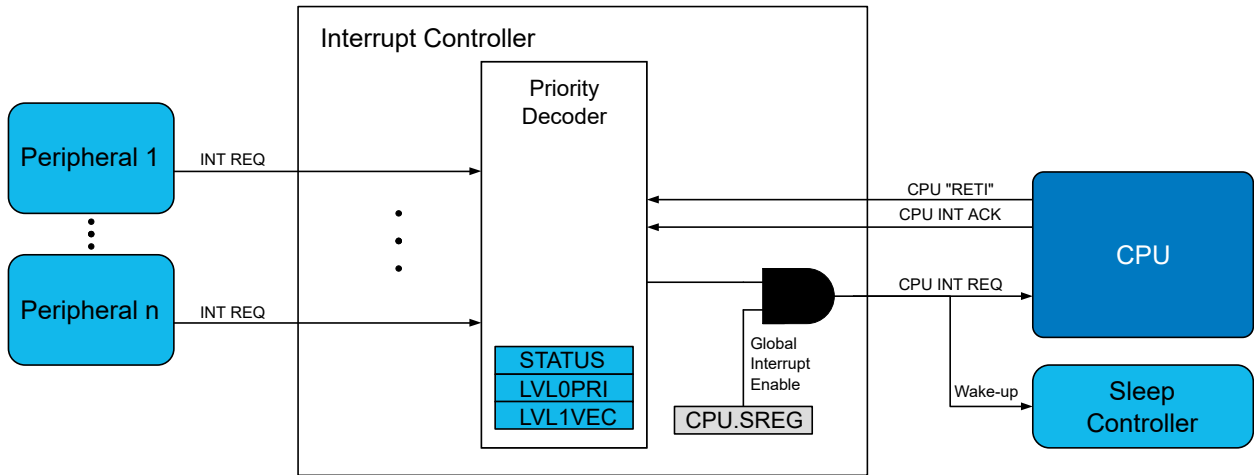 Interrupt Controller
Priority
Decoder
Peripheral 1
INT REQ
Peripheral n
INT REQ
STATUS
LVL0PRI
LVL1VEC
CPU "RETI"
CPU INT ACK
CPU INT REQ
CPU
Global
Interrupt
Enable
CPU.SREG
Wake-up
Sleep
Controller